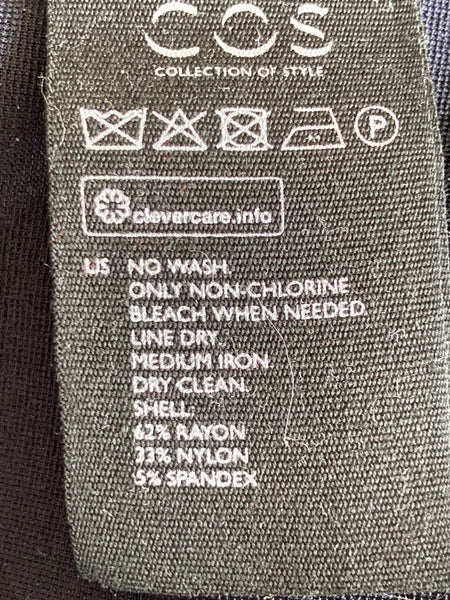 COS
COLLECTION OF STYLE
P
clevercare.info
US NO WASH.
ONLY NON-CHLORINE
BLEACH WHEN NEEDED.
LINE DRY.
MEDIUM IRON.
DRY CLEAN.
SHELL:
62% RAYON
33% NYLON
5% SPANDEX